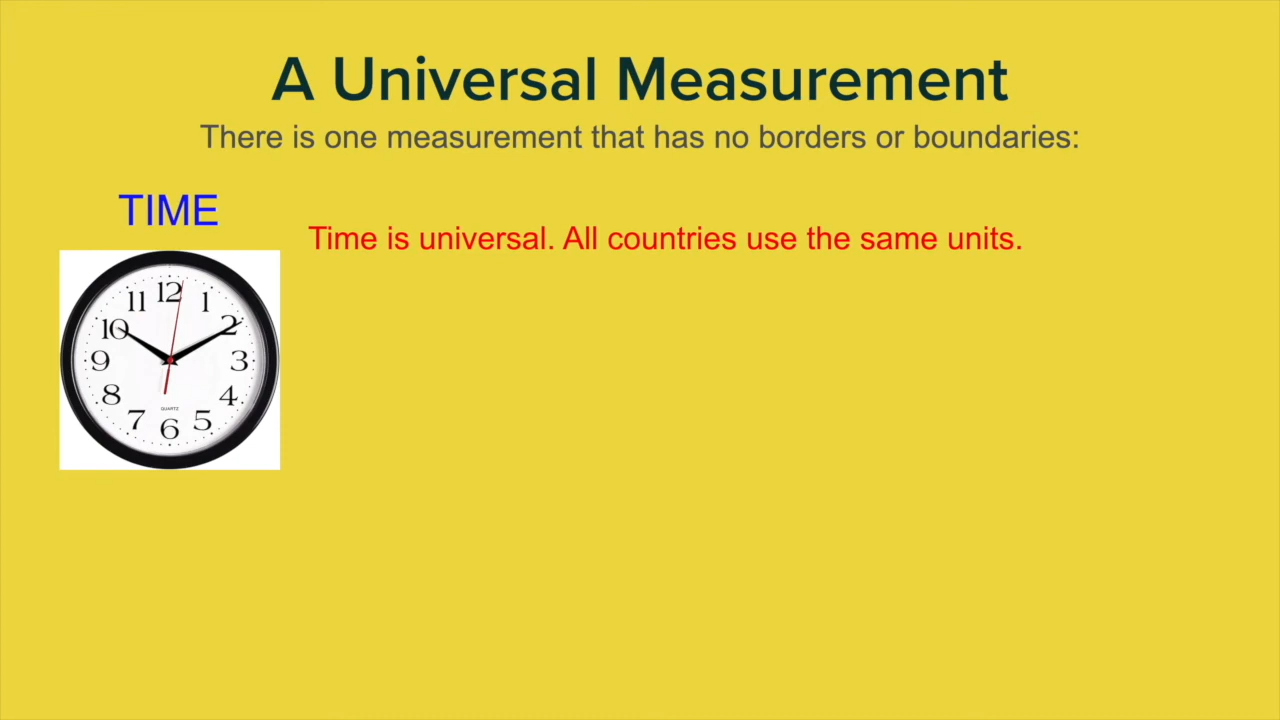 A Universal Measurement
There is one measurement that has no borders or boundaries:
TIME
Time is universal. All countries use the same units.
12
1
2
3
4
5
6
7
8
9
10
11
QUARTZ